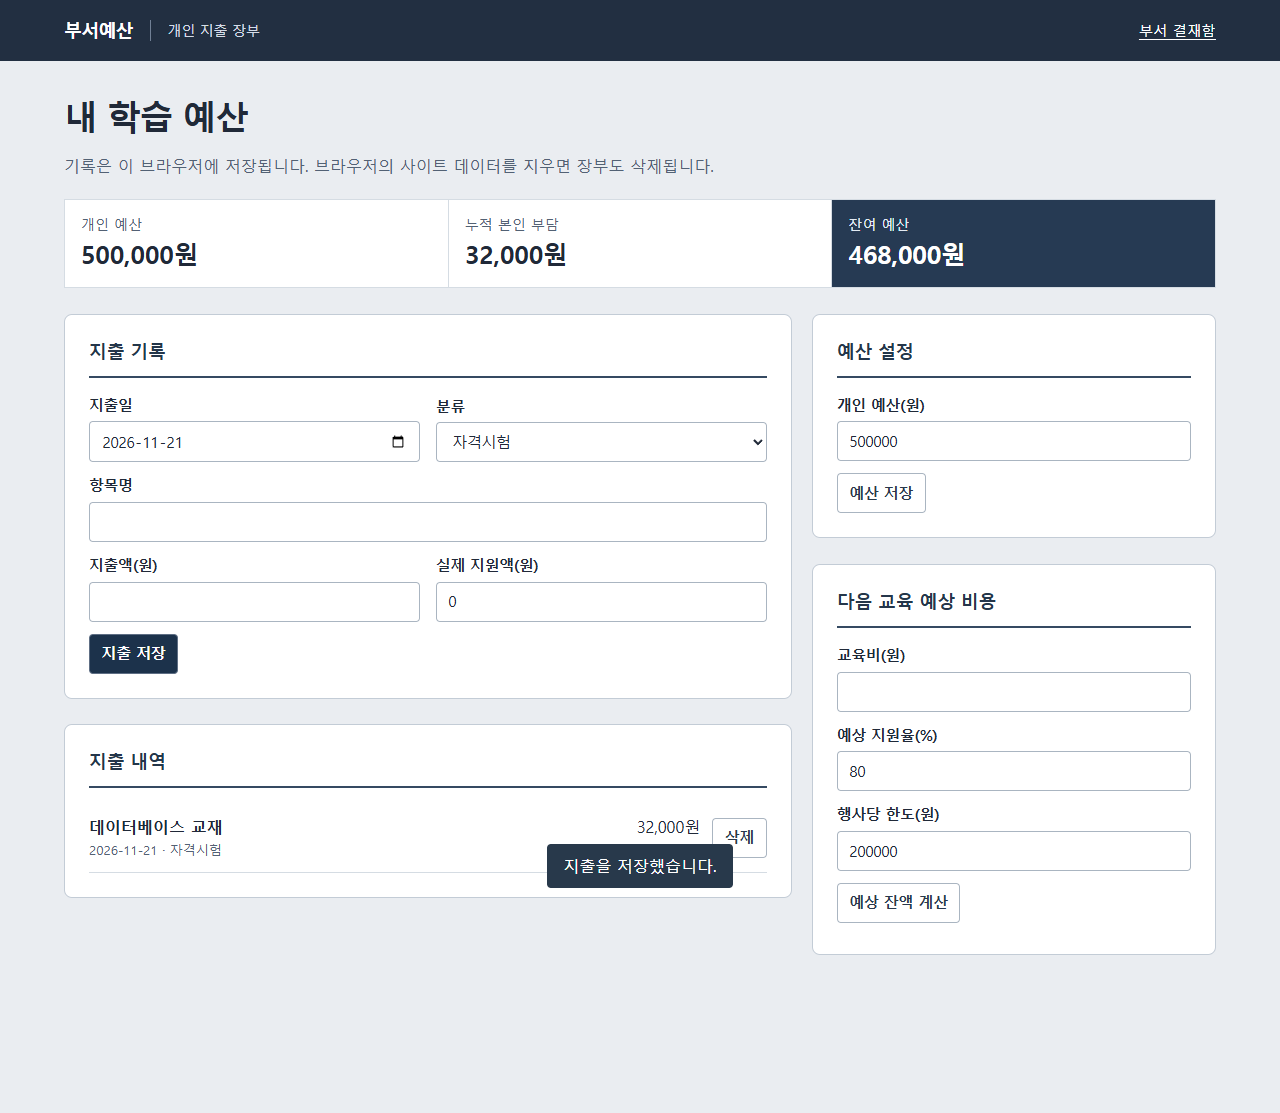 부서예산
개인 지출 장부
부서 결재함
내 학습 예산
기록은 이 브라우저에 저장됩니다. 브라우저의 사이트 데이터를 지우면 장부도 삭제됩니다.
개인 예산
500,000원
누적 본인 부담
32,000원
잔여 예산
468,000원
지출 기록
지출일
2026-11-21
분류
자격시험
항목명
지출액(원)
실제 지원액(원)
0
지출 저장
지출 내역
데이터베이스 교재
2026-11-21 · 자격시험
32,000원
삭제
지출을 저장했습니다.
예산 설정
개인 예산(원)
500000
예산 저장
다음 교육 예상 비용
교육비(원)
예상 지원율(%)
80
행사당 한도(원)
200000
예상 잔액 계산